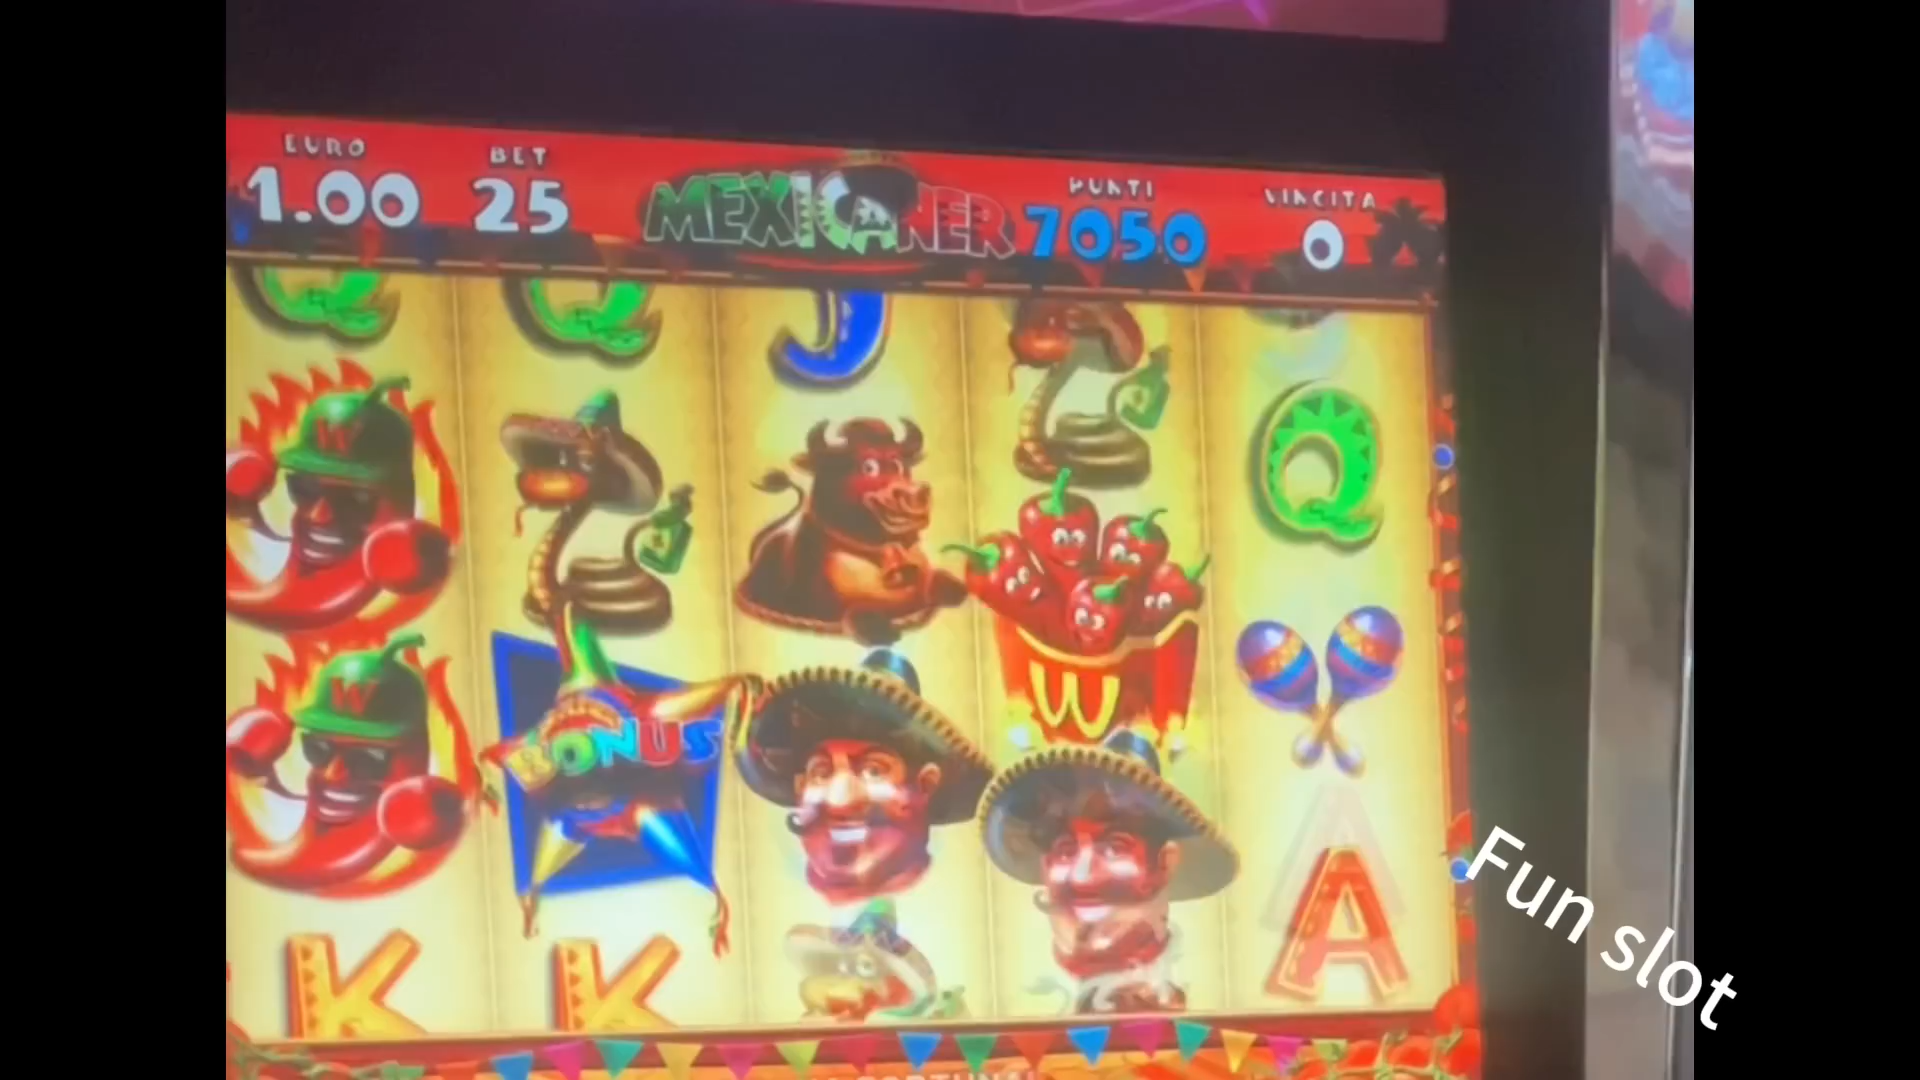 EURO
1.00
BET
25
MEXICANER
PUNTI
7050
VINCITA
0
Q
Q
J
W
Q
W
W
BONUS
A
K
K
Fun slot